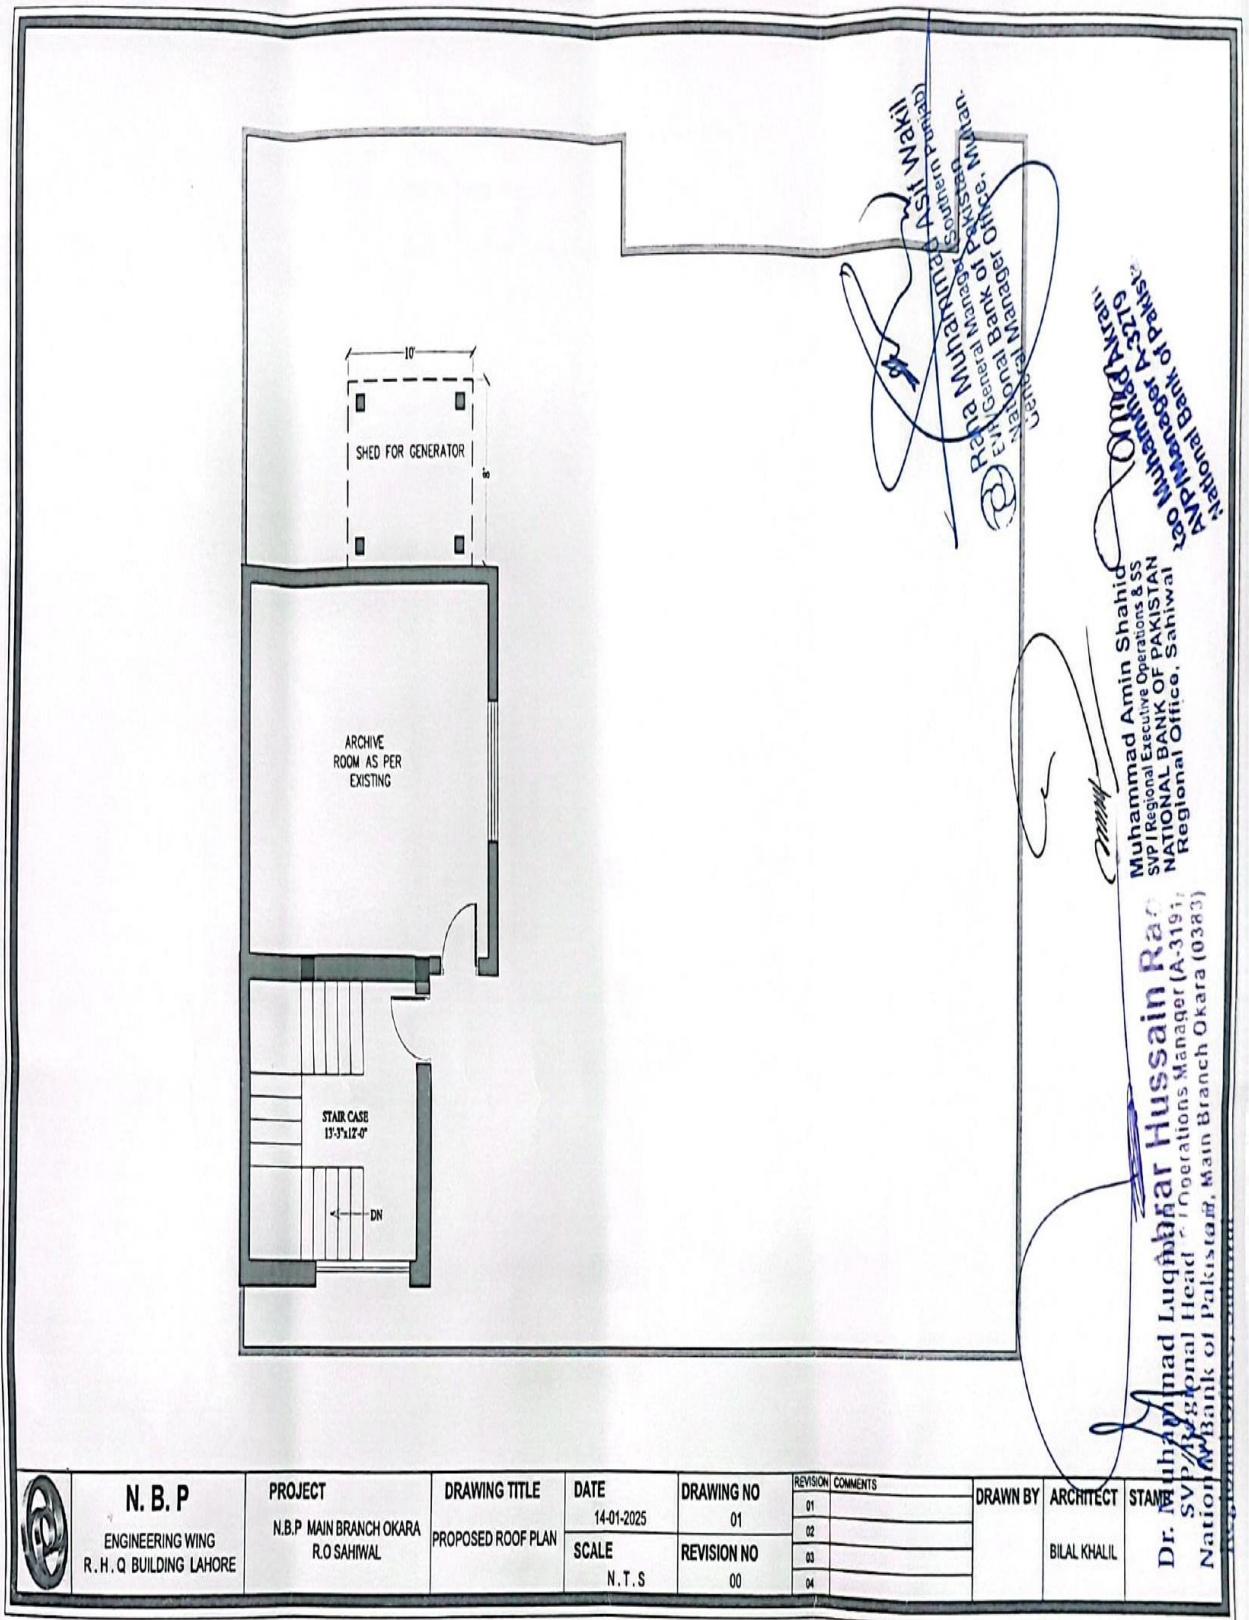 Rana Muhammad Asif Wakil
EVP/General Manager (Southern Punjab)
National Bank of Pakistan
General Manager Office, Multan.
10'
SHED FOR GENERATOR
8'
Muhammad Akram
AVP/Manager A-3279
National Bank of Pakist
ARCHIVE
ROOM AS PER
EXISTING
Muhammad Amin Shahid
SVP / Regional Executive Operations & SS
NATIONAL BANK OF PAKISTAN
Regional Office, Sahiwal
STAIR CASE
13'-3"x12'-0"
DN
Dr. Muhammad Luqman
SVP/Regional Head
National Bank of Pakistan
Hussain Rao
Operations Manager (A-3191)
Main Branch Okara (0383)
N. B. P
ENGINEERING WING
R.H.Q BUILDING LAHORE
PROJECT
N.B.P MAIN BRANCH OKARA
R.O SAHIWAL
DRAWING TITLE
PROPOSED ROOF PLAN
DATE
14-01-2025
SCALE
N.T.S
DRAWING NO
01
REVISION NO
00
REVISION COMMENTS
01
02
03
04
DRAWN BY
ARCHITECT
BILAL KHALIL
STAMP